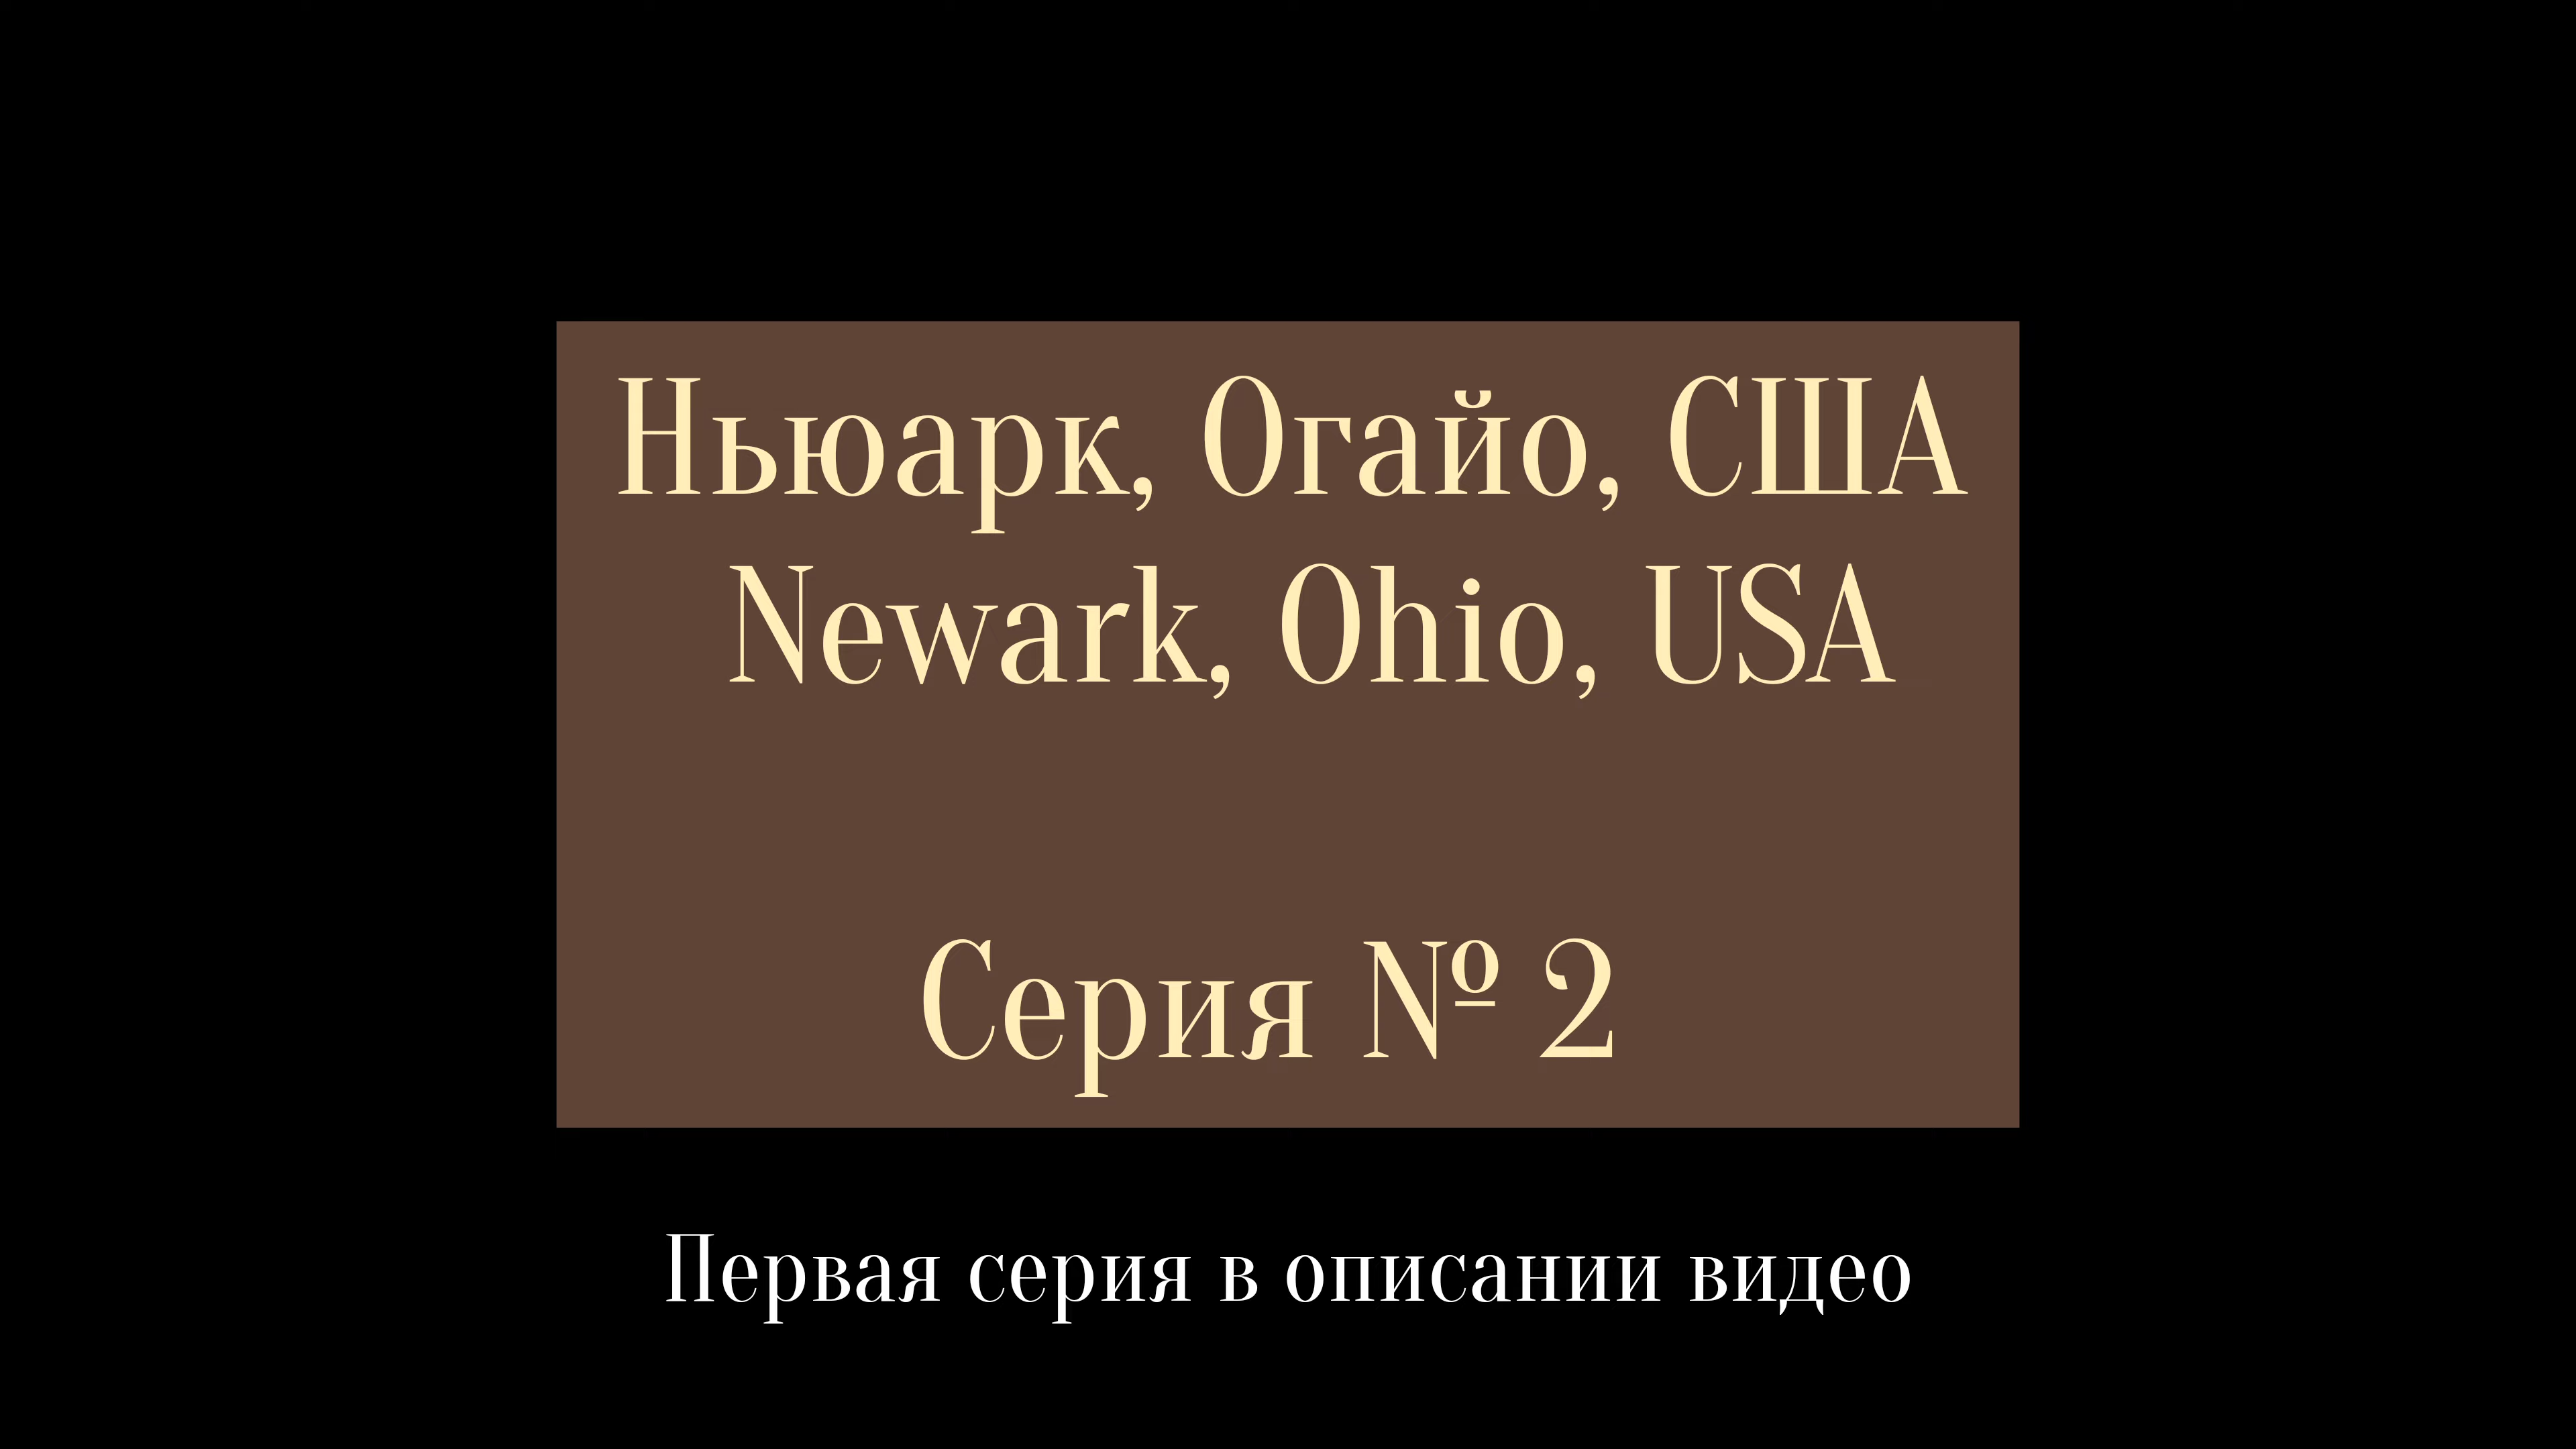 Ньюарк, Огайо, США
Newark, Ohio, USA
Серия № 2
Первая серия в описании видео